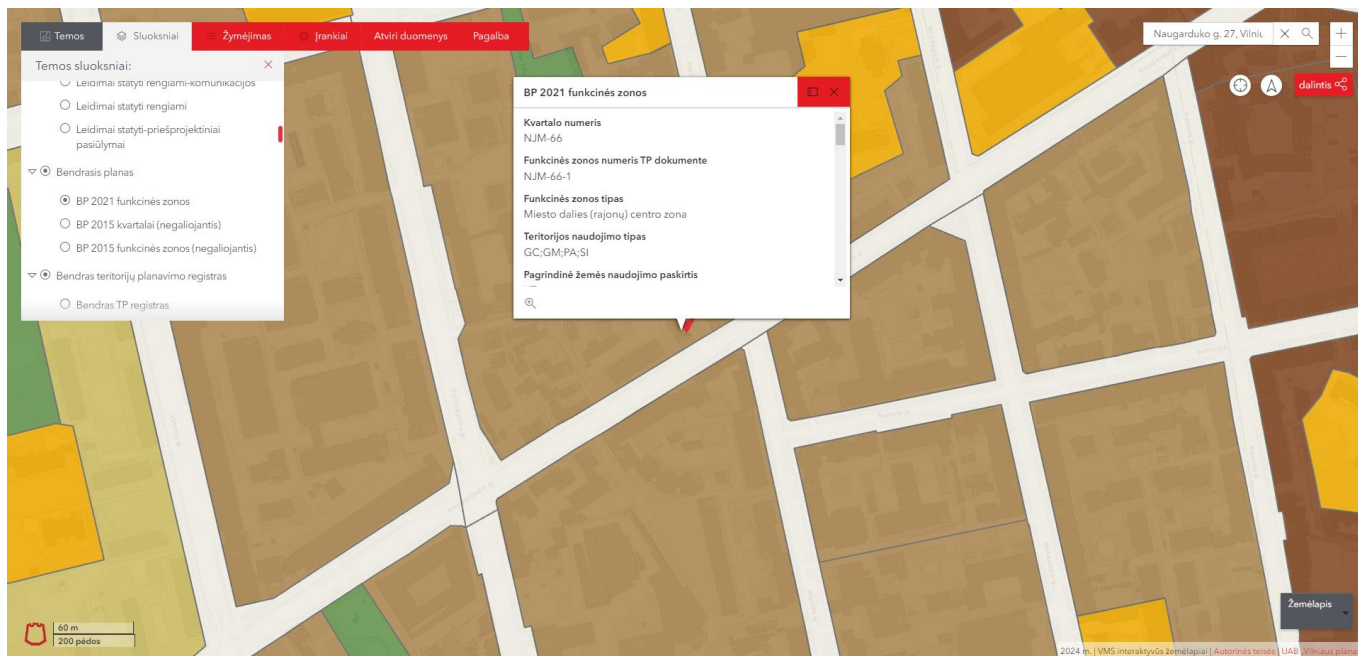 Temos
Sluoksniai
Žymėjimas
Įrankiai
Atviri duomenys
Pagalba
Naugarduko g. 27, Vilniu
dalintis
Temos sluoksniai:
Leidimai statyti rengiami-komunikacijos
Leidimai statyti rengiami
Leidimai statyti-priešprojektiniai
pasiūlymai
Bendrasis planas
BP 2021 funkcinės zonos
BP 2015 kvartalai (negaliojantis)
BP 2015 funkcinės zonos (negaliojantis)
Bendras teritorijų planavimo registras
Bendras TP registras
BP 2021 funkcinės zonos
Kvartalo numeris
NJM-66
Funkcinės zonos numeris TP dokumente
NJM-66-1
Funkcinės zonos tipas
Miesto dalies (rajonų) centro zona
Teritorijos naudojimo tipas
GC;GM;PA;SI
Pagrindinė žemės naudojimo paskirtis
Žemėlapis
60 m
200 pėdos
2024 m. | VMS interaktyvūs žemėlapiai | Autorinės teisės | UAB „Vilniaus plana